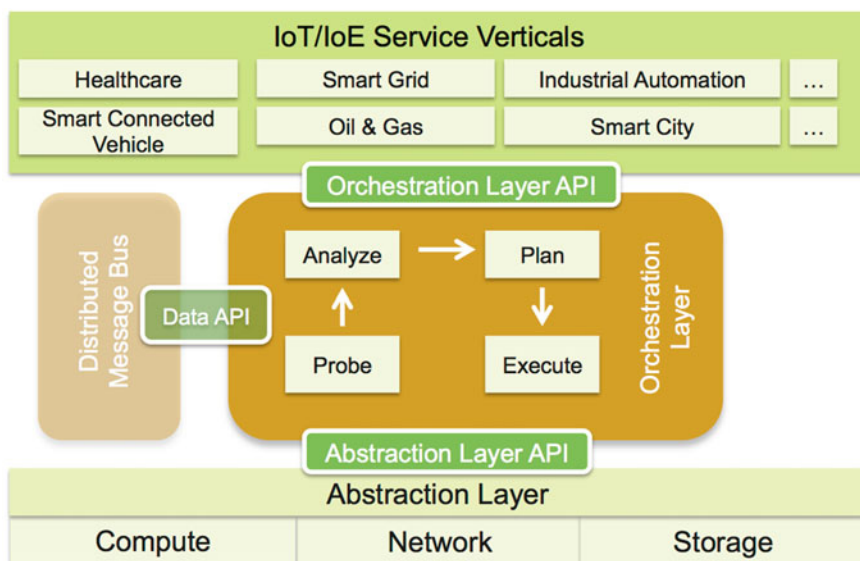 IoT/IoE Service Verticals
Healthcare
Smart Grid
Industrial Automation
...
Smart Connected
Vehicle
Oil & Gas
Smart City
...
Orchestration Layer API
Distributed
Message Bus
Data API
Analyze
Plan
Probe
Execute
Orchestration
Layer
Abstraction Layer API
Abstraction Layer
Compute
Network
Storage